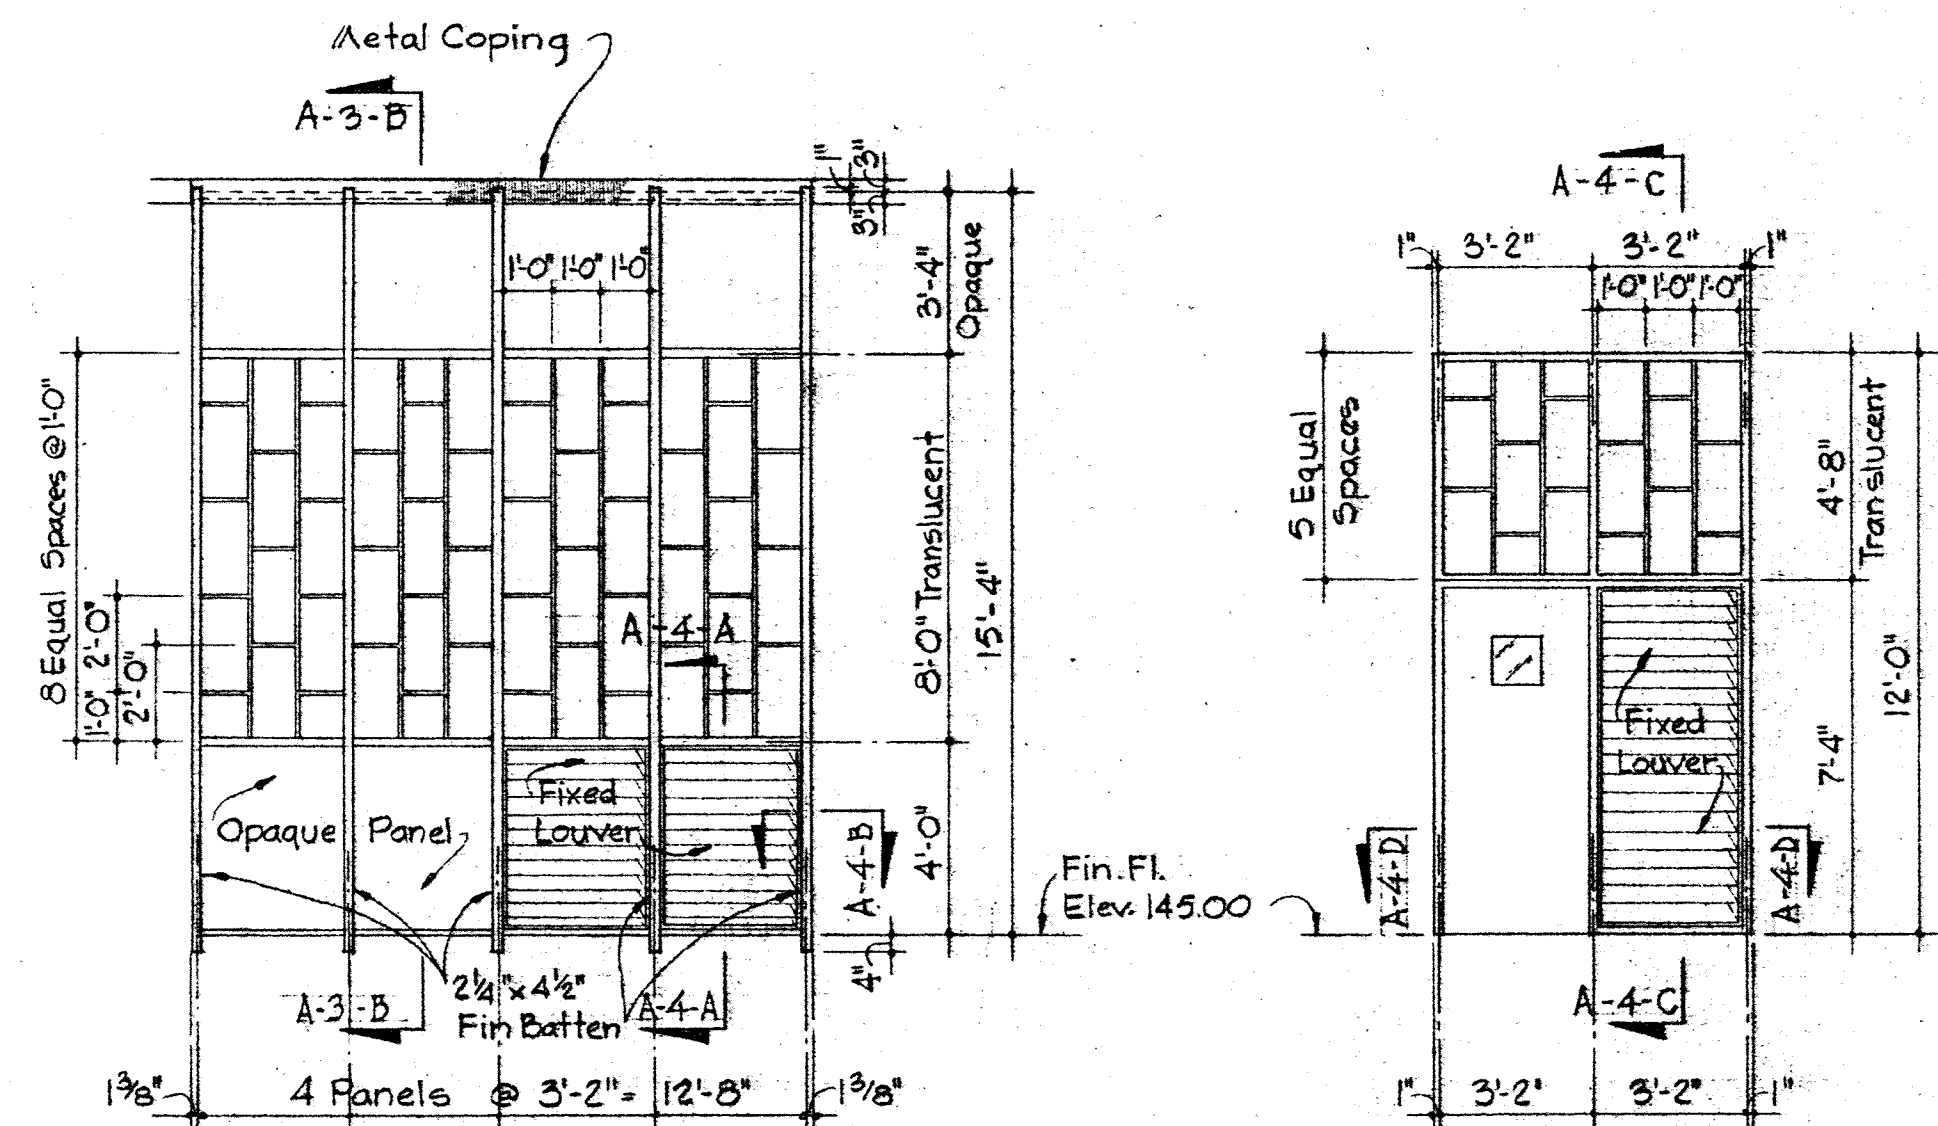 Metal Coping
A-3-B
1"
3"
3"
1'-0" 1'-0" 1'-0"
3'-4"
Opaque
8 Equal Spaces @ 1'-0"
1'-0" 2'-0"
2'-0"
8'-0" Translucent
15'-4"
A-4-A
Opaque Panel
Fixed
Louver
A-4-B
4'-0"
4"
Fin. Fl.
Elev. 145.00
2¼" x 4½"
Fin Batten
A-3-B
A-4-A
1⅜" 4 Panels @ 3'-2" = 12'-8" 1⅜"
A-4-C
1" 3'-2" 3'-2" 1"
1'-0" 1'-0" 1'-0"
5 Equal
Spaces
4'-8"
Translucent
12'-0"
7'-4"
Fixed
Louver
A-4-D
A-4-D
A-4-C
1" 3'-2" 3'-2" 1"